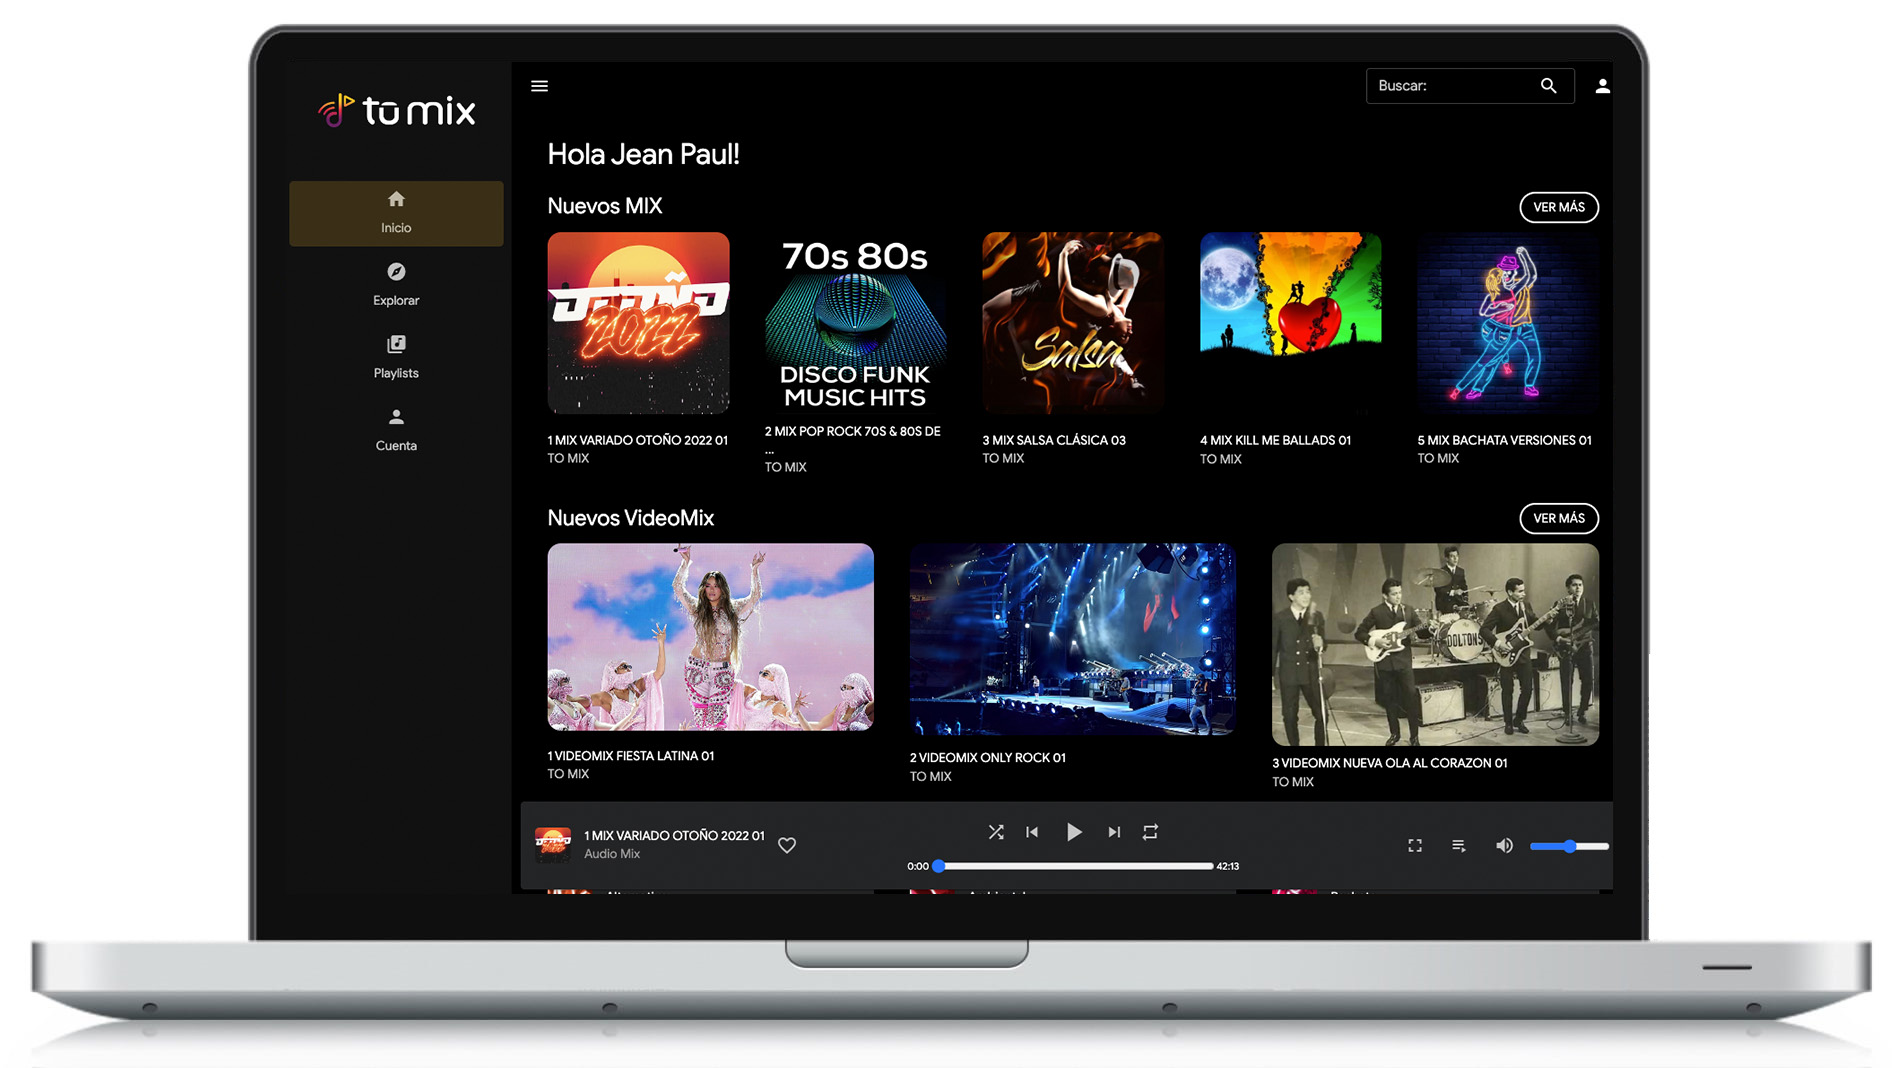 tū mix
Buscar:
Inicio
Explorar
Playlists
Cuenta
Hola Jean Paul!
Nuevos MIX
VER MÁS
OTOÑO
2022
70s 80s
DISCO FUNK
MUSIC HITS
Salsa
1 MIX VARIADO OTOÑO 2022 01
TO MIX
2 MIX POP ROCK 70S & 80S DE
...
TO MIX
3 MIX SALSA CLÁSICA 03
TO MIX
4 MIX KILL ME BALLADS 01
TO MIX
5 MIX BACHATA VERSIONES 01
TO MIX
Nuevos VideoMix
VER MÁS
DOLTONS
1 VIDEOMIX FIESTA LATINA 01
TO MIX
2 VIDEOMIX ONLY ROCK 01
TO MIX
3 VIDEOMIX NUEVA OLA AL CORAZON 01
TO MIX
1 MIX VARIADO OTOÑO 2022 01
Audio Mix
0:00
42:13